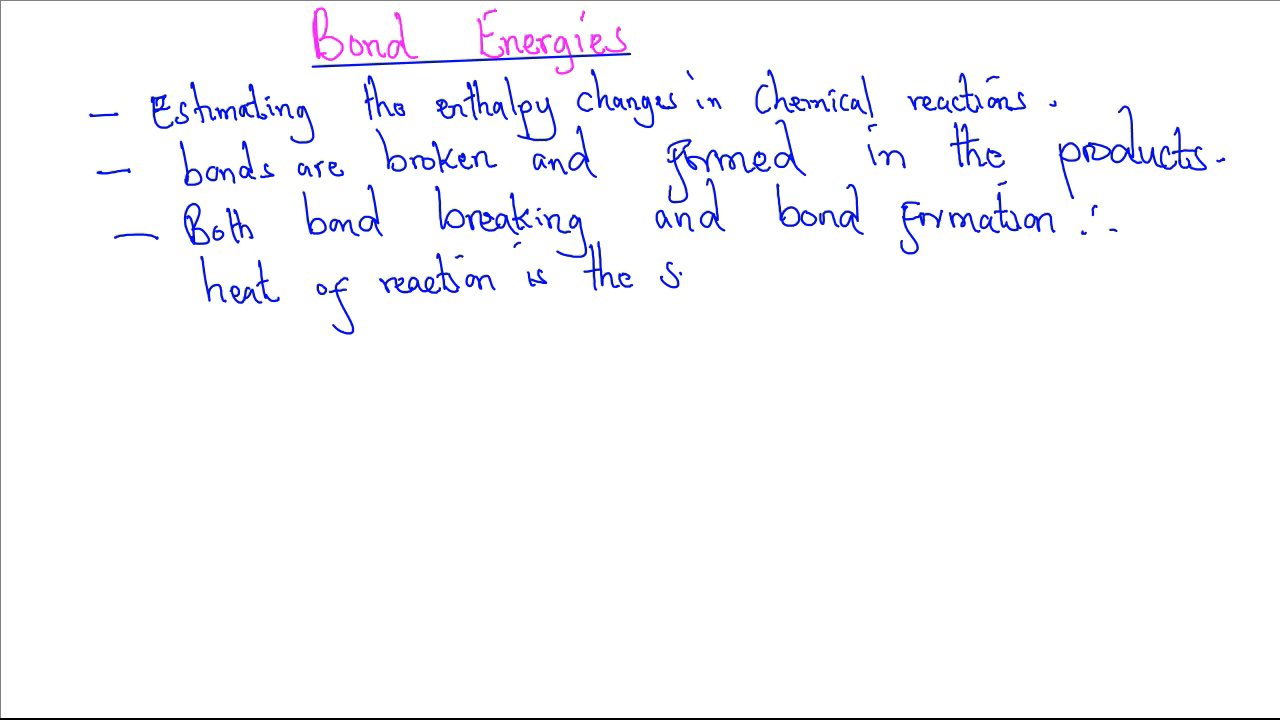 Bond Energies
- Estimating the enthalpy changes in Chemical reactions.
- bonds are broken and formed in the products.
- Both bond breaking and bond formation ∴
heat of reaction is the s